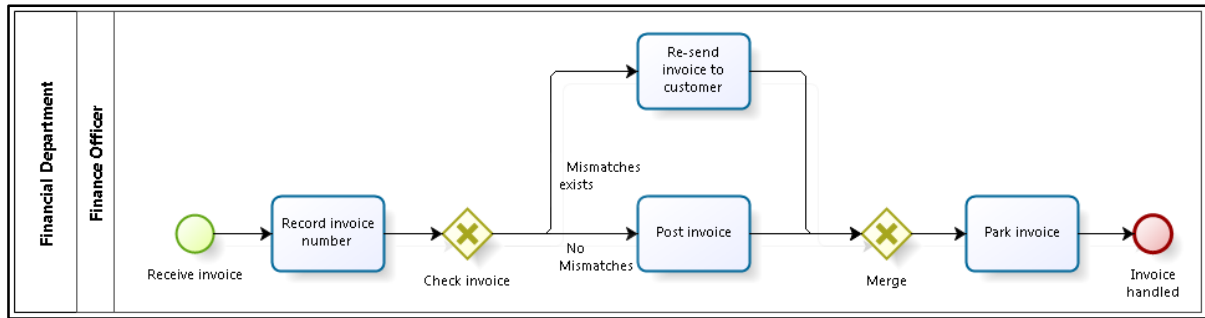 Financial Department
Finance Officer
Receive invoice
Record invoice
number
Check invoice
Mismatches
exists
No
Mismatches
Re-send
invoice to
customer
Post invoice
Merge
Park invoice
Invoice
handled